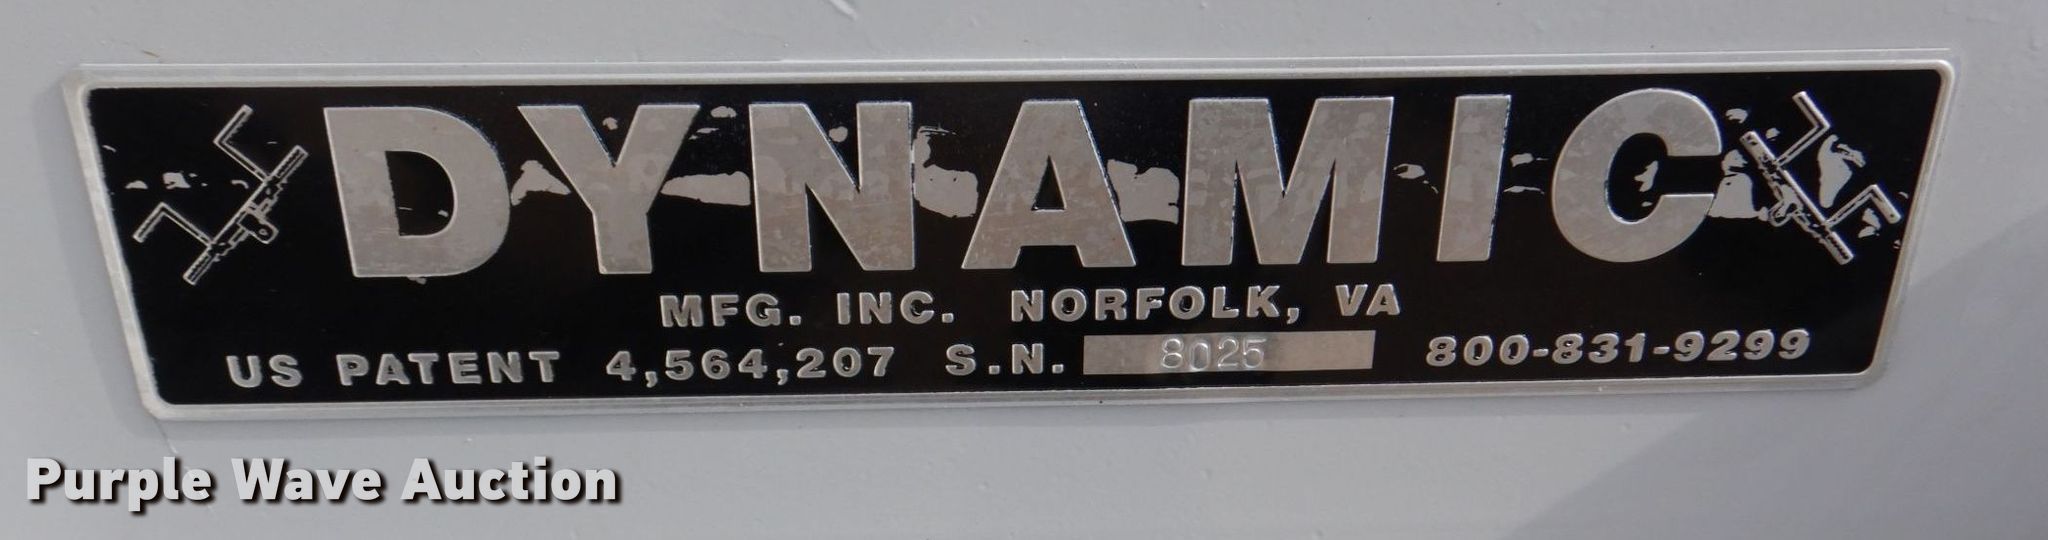 DYNAMIC
MFG. INC. NORFOLK, VA
US PATENT 4,564,207 S.N. 8025 800-831-9299
Purple Wave Auction